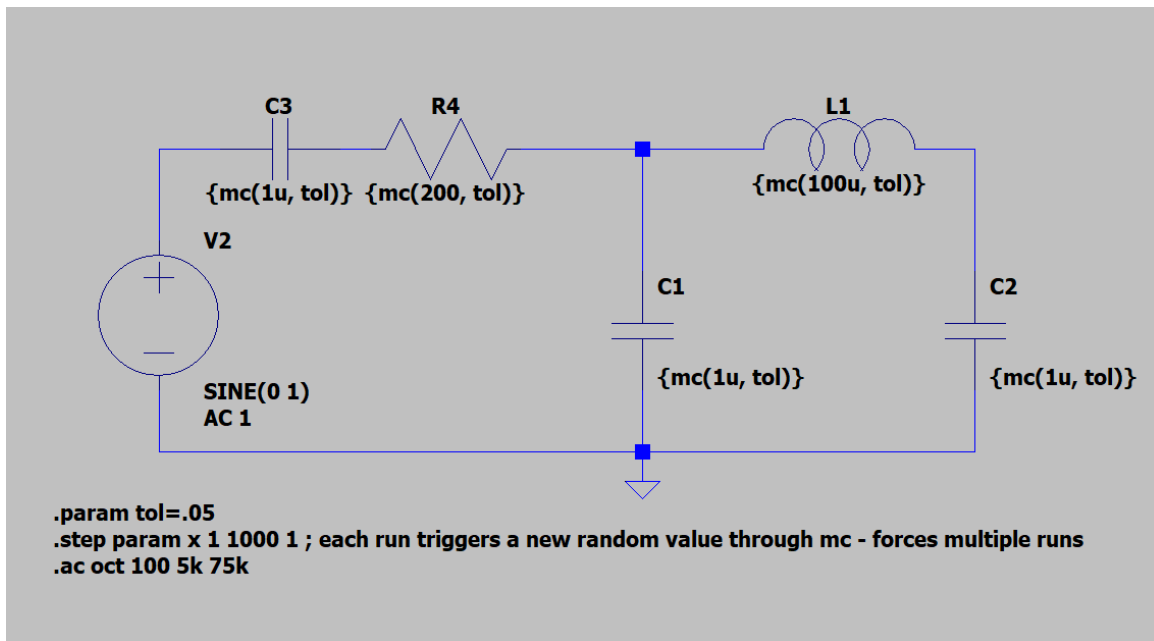 C3
R4
L1
{mc(1u, tol)}
{mc(200, tol)}
{mc(100u, tol)}
V2
C1
C2
SINE(0 1)
AC 1
{mc(1u, tol)}
{mc(1u, tol)}
.param tol=.05
.step param x 1 1000 1 ; each run triggers a new random value through mc - forces multiple runs
.ac oct 100 5k 75k